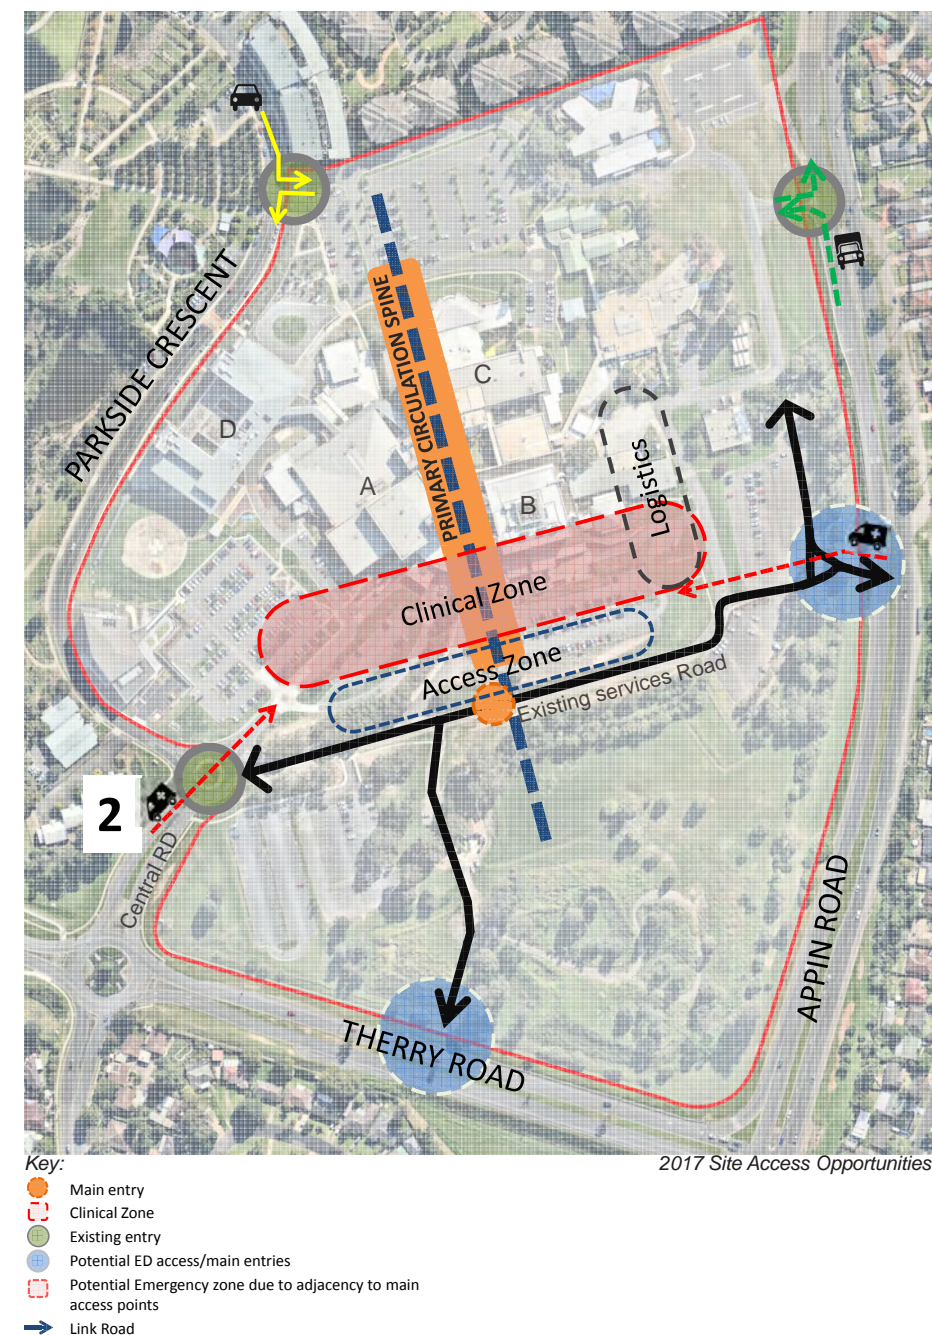 PARKSIDE CRESCENT
PRIMARY CIRCULATION SPINE
C
D
A
B
Logistics
Clinical Zone
Access Zone
Existing services Road
2
Central RD
APPIN ROAD
THERRY ROAD
Key:
2017 Site Access Opportunities
Main entry
Clinical Zone
Existing entry
Potential ED access/main entries
Potential Emergency zone due to adjacency to main
access points
Link Road